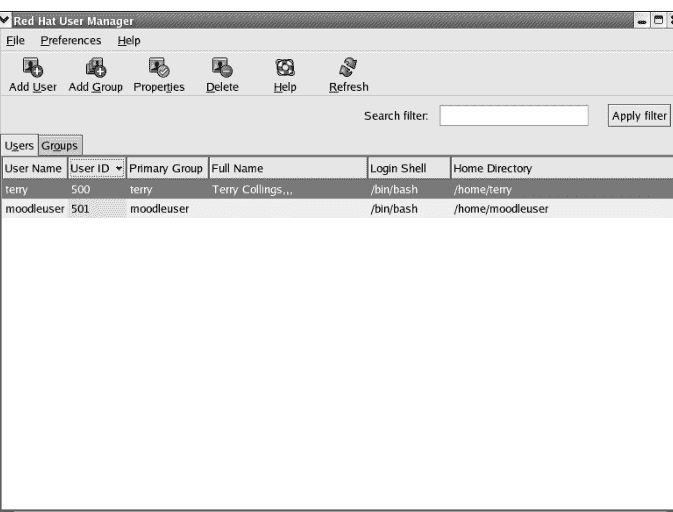 Red Hat User Manager
File Preferences Help
Add User Add Group Properties Delete Help Refresh
Search filter: Apply filter
Users Groups
User Name User ID Primary Group Full Name Login Shell Home Directory
terry 500 terry Terry Collings,,, /bin/bash /home/terry
moodleuser 501 moodleuser /bin/bash /home/moodleuser